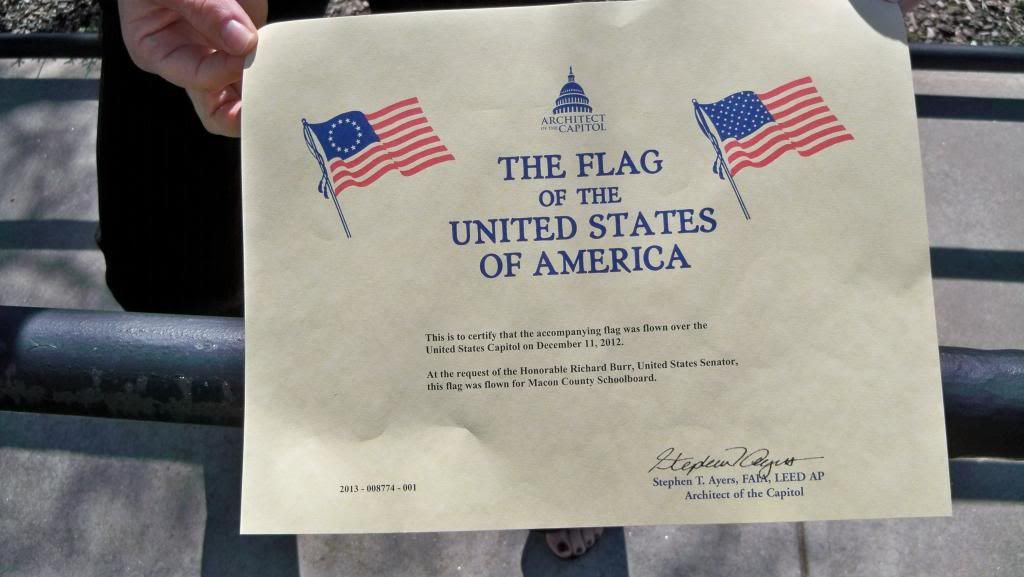 ARCHITECT
OF THE CAPITOL
THE FLAG
OF THE
UNITED STATES
OF AMERICA
This is to certify that the accompanying flag was flown over the
United States Capitol on December 11, 2012.
At the request of the Honorable Richard Burr, United States Senator,
this flag was flown for Macon County Schoolboard.
Stephen T. Ayers
Stephen T. Ayers, FAIA, LEED AP
Architect of the Capitol
2013 - 008774 - 001